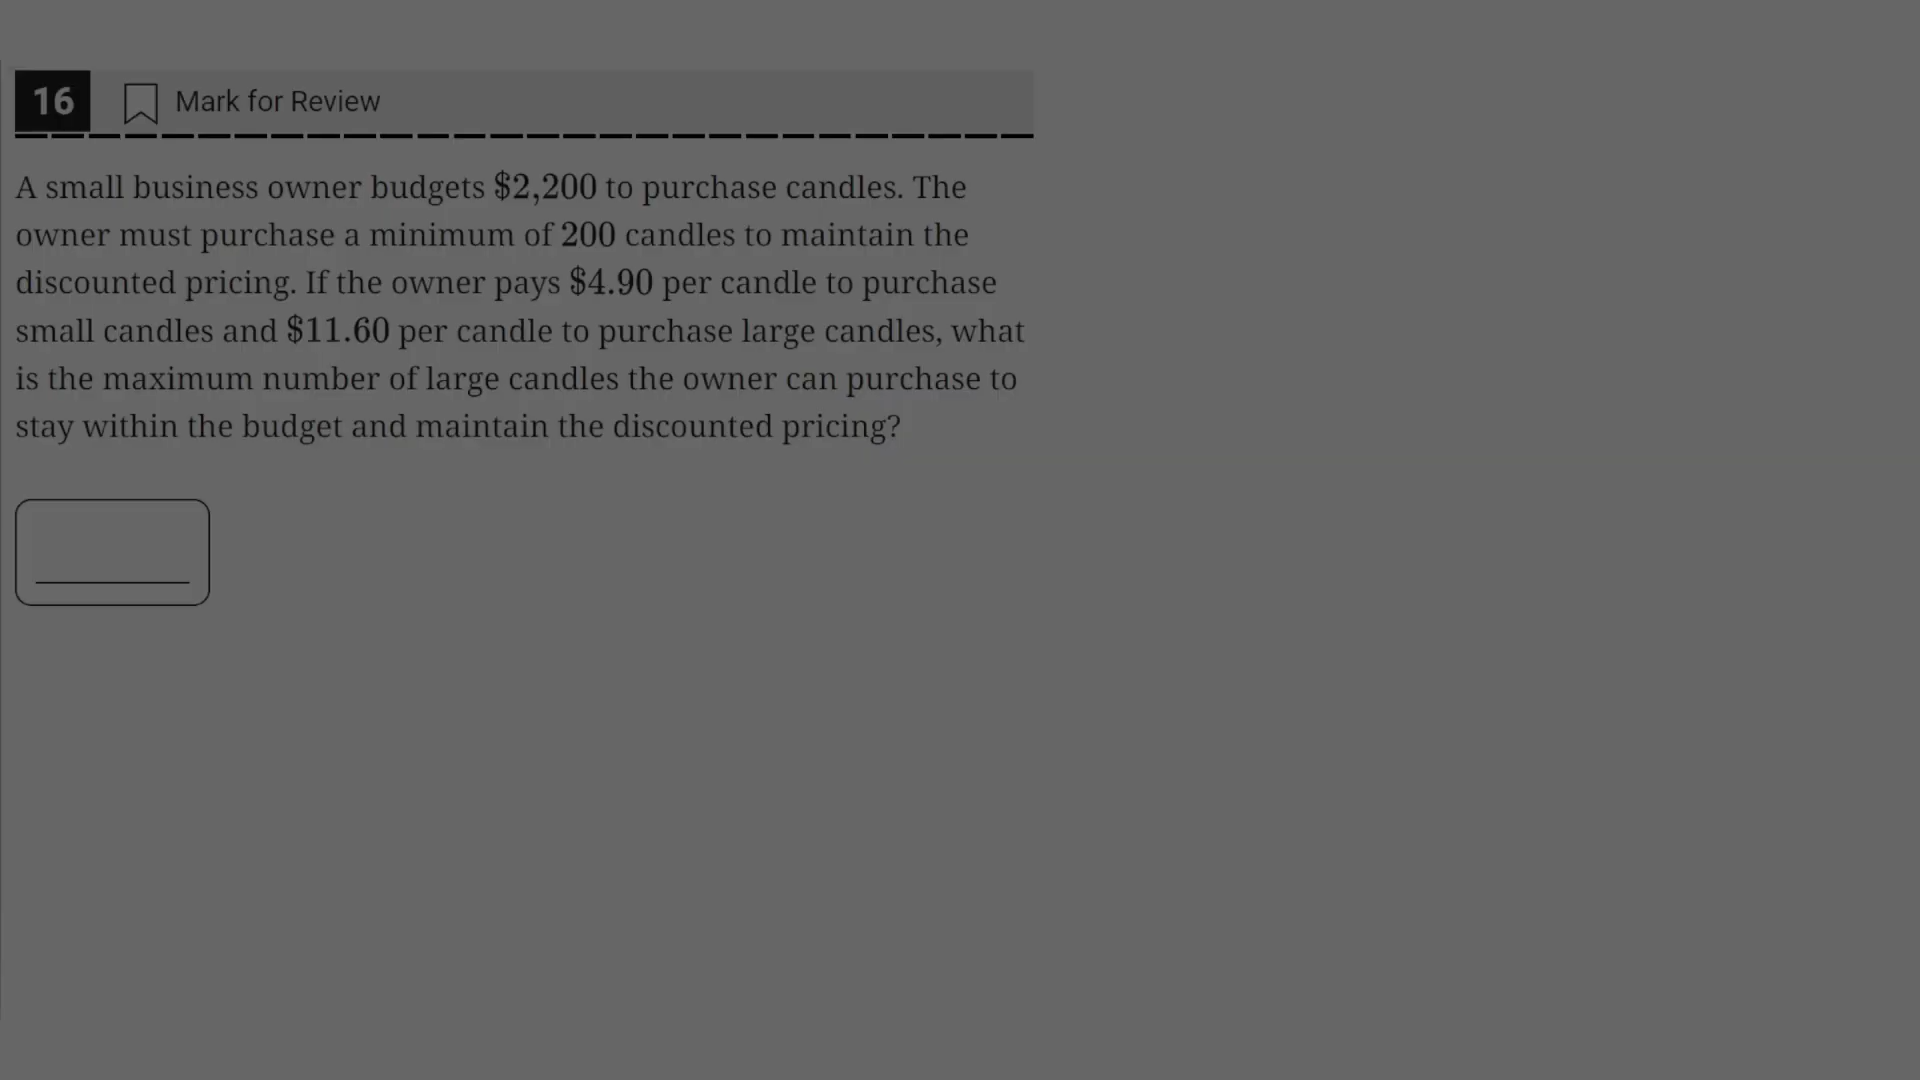 16 Mark for Review
A small business owner budgets $2,200 to purchase candles. The
owner must purchase a minimum of 200 candles to maintain the
discounted pricing. If the owner pays $4.90 per candle to purchase
small candles and $11.60 per candle to purchase large candles, what
is the maximum number of large candles the owner can purchase to
stay within the budget and maintain the discounted pricing?